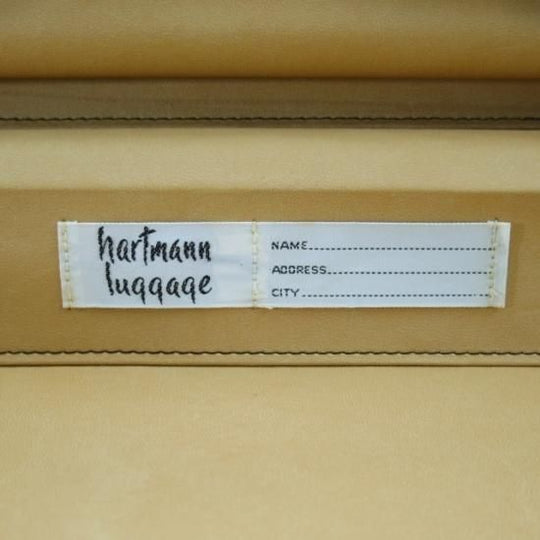 hartmann
luggage
NAME
ADDRESS
CITY